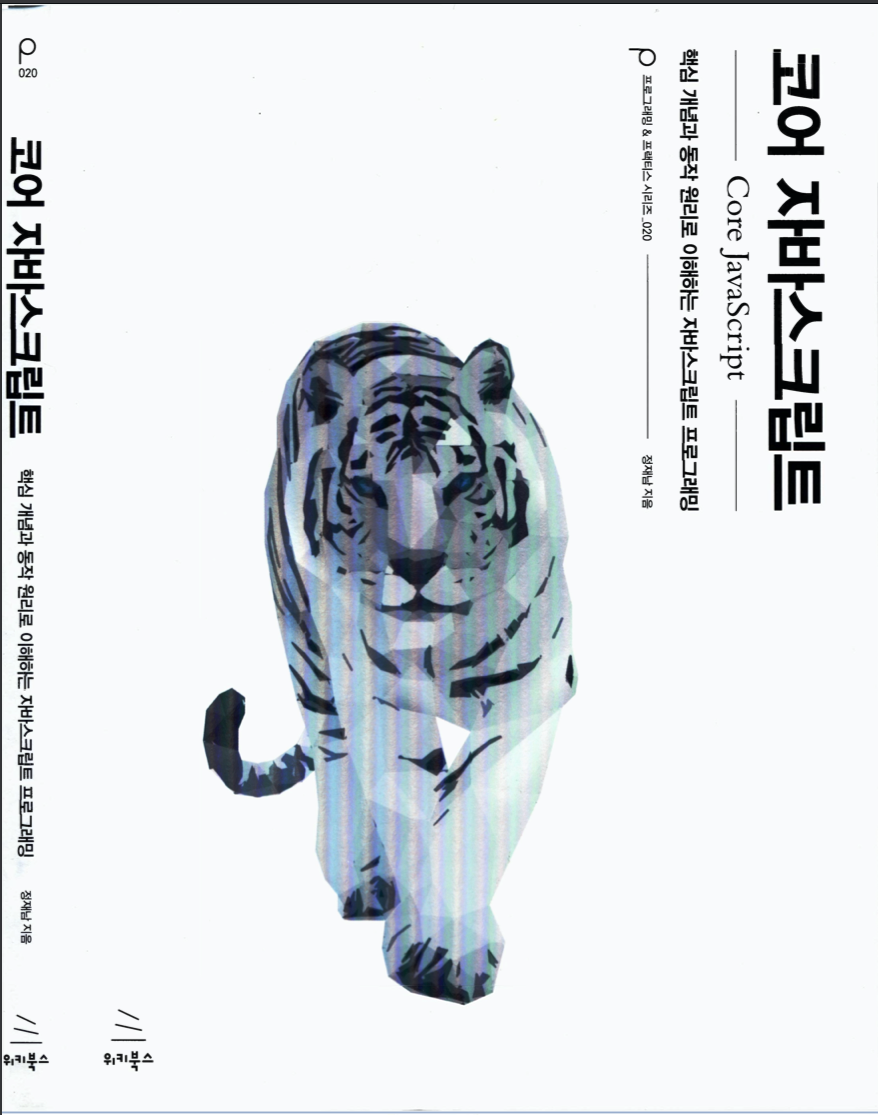 코어 자바스크립트
Core JavaScript
핵심 개념과 동작 원리로 이해하는 자바스크립트 프로그래밍
프로그래밍 & 프랙티스 시리즈_020
정재남 지음
위키북스
020
코어 자바스크립트
핵심 개념과 동작 원리로 이해하는 자바스크립트 프로그래밍
정재남 지음
위키북스